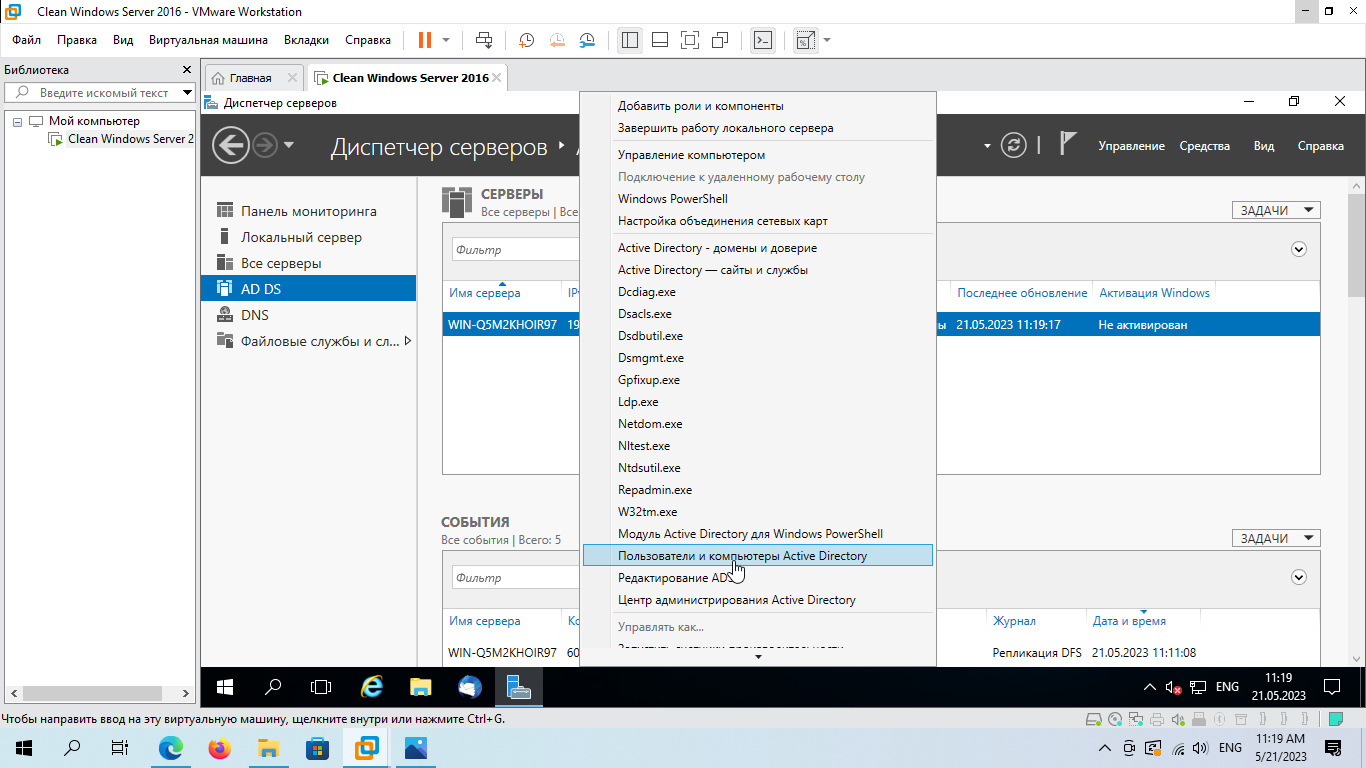 Clean Windows Server 2016 - VMware Workstation
Файл Правка Вид Виртуальная машина Вкладки Справка
Библиотека
Введите искомый текст
Мой компьютер
Clean Windows Server 2
Главная
Clean Windows Server 2016
Диспетчер серверов
Диспетчер серверов
Управление Средства Вид Справка
Панель мониторинга
Локальный сервер
Все серверы
AD DS
DNS
Файловые службы и сл...
СЕРВЕРЫ
Все серверы | Все
ЗАДАЧИ
Фильтр
Имя сервера IP Последнее обновление Активация Windows
WIN-Q5M2KHOIR97 19 ы 21.05.2023 11:19:17 Не активирован
СОБЫТИЯ
Все события | Всего: 5
ЗАДАЧИ
Фильтр
Имя сервера Ко Журнал Дата и время
WIN-Q5M2KHOIR97 60 Репликация DFS 21.05.2023 11:11:08
Добавить роли и компоненты
Завершить работу локального сервера
Управление компьютером
Подключение к удаленному рабочему столу
Windows PowerShell
Настройка объединения сетевых карт
Active Directory - домены и доверие
Active Directory — сайты и службы
Dcdiag.exe
Dsacls.exe
Dsdbutil.exe
Dsmgmt.exe
Gpfixup.exe
Ldp.exe
Netdom.exe
Nltest.exe
Ntdsutil.exe
Repadmin.exe
W32tm.exe
Модуль Active Directory для Windows PowerShell
Пользователи и компьютеры Active Directory
Редактирование ADS
Центр администрирования Active Directory
Управлять как...
ENG
11:19
21.05.2023
Чтобы направить ввод на эту виртуальную машину, щелкните внутри или нажмите Ctrl+G.
ENG
11:19 AM
5/21/2023